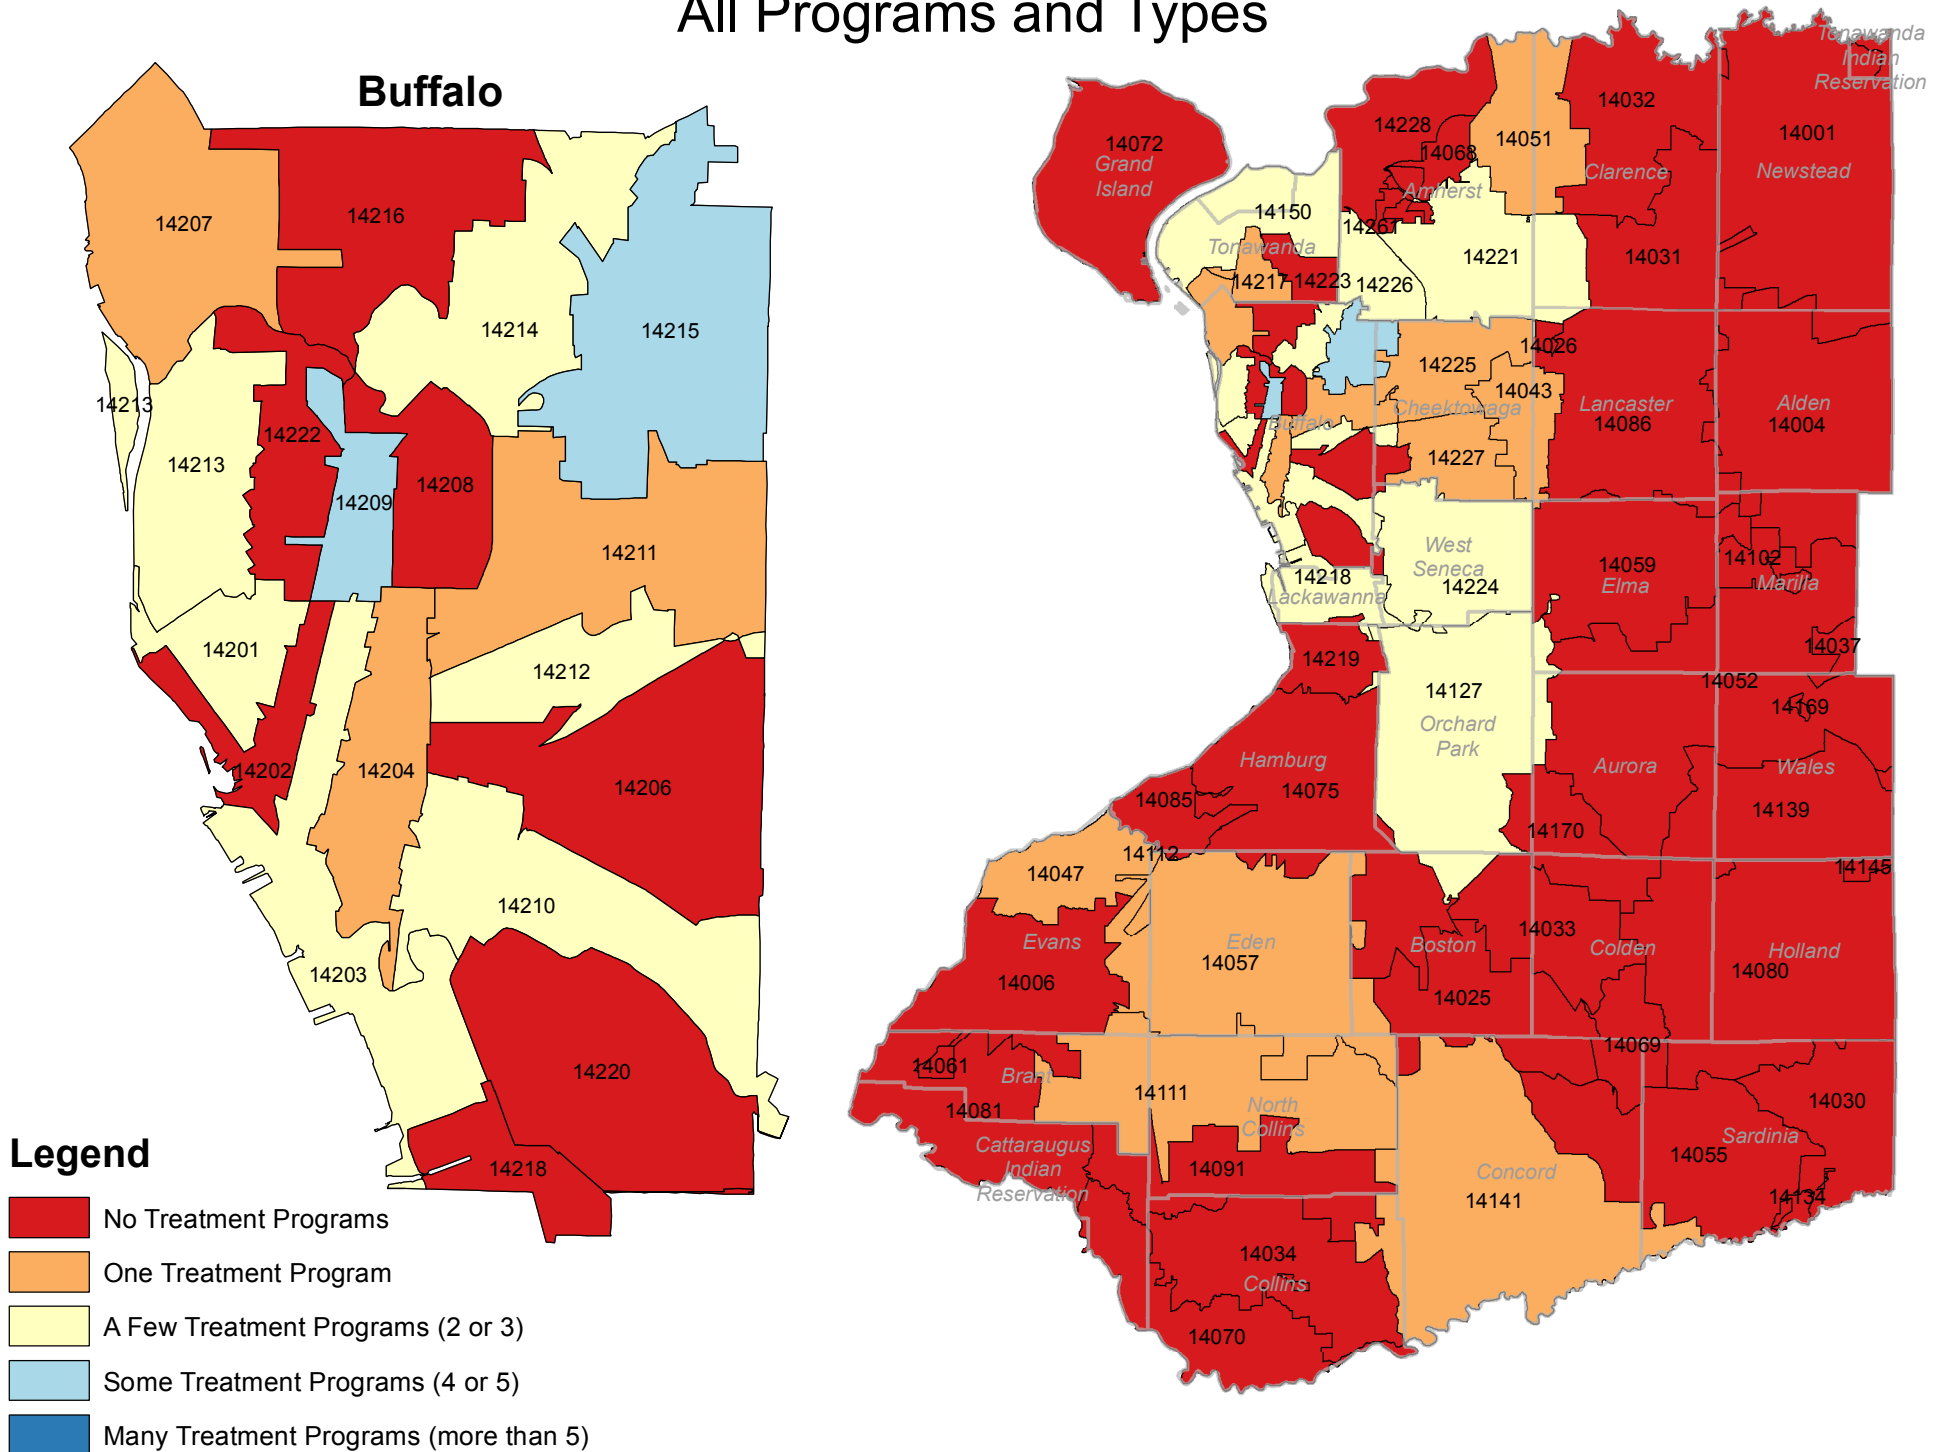 All Programs and Types
Buffalo
14207
14216
14214
14215
14213
14213
14222
14209
14208
14211
14201
14212
14202
14204
14206
14210
14203
14220
14218
Legend
No Treatment Programs
One Treatment Program
A Few Treatment Programs (2 or 3)
Some Treatment Programs (4 or 5)
Many Treatment Programs (more than 5)
Tonawanda
Indian
Reservation
14072
Grand
Island
14228
14068
Amherst
14051
14032
Clarence
14001
Newstead
14150
Tonawanda
14261
14221
14031
14217
14223
14226
14225
14026
14043
Cheektowaga
Buffalo
Lancaster
14086
Alden
14004
14227
West
Seneca
14224
14218
Lackawanna
14059
Elma
14102
Marilla
14037
14219
14127
Orchard
Park
14052
14169
Hamburg
14075
14085
Aurora
Wales
14139
14170
14112
14047
14145
Evans
14006
Eden
14057
Boston
14025
14033
Colden
Holland
14080
14069
14061
Brant
14081
14111
North
Collins
14030
Sardinia
14055
Cattaraugus
Indian
Reservation
14091
Concord
14141
14134
14034
Collins
14070